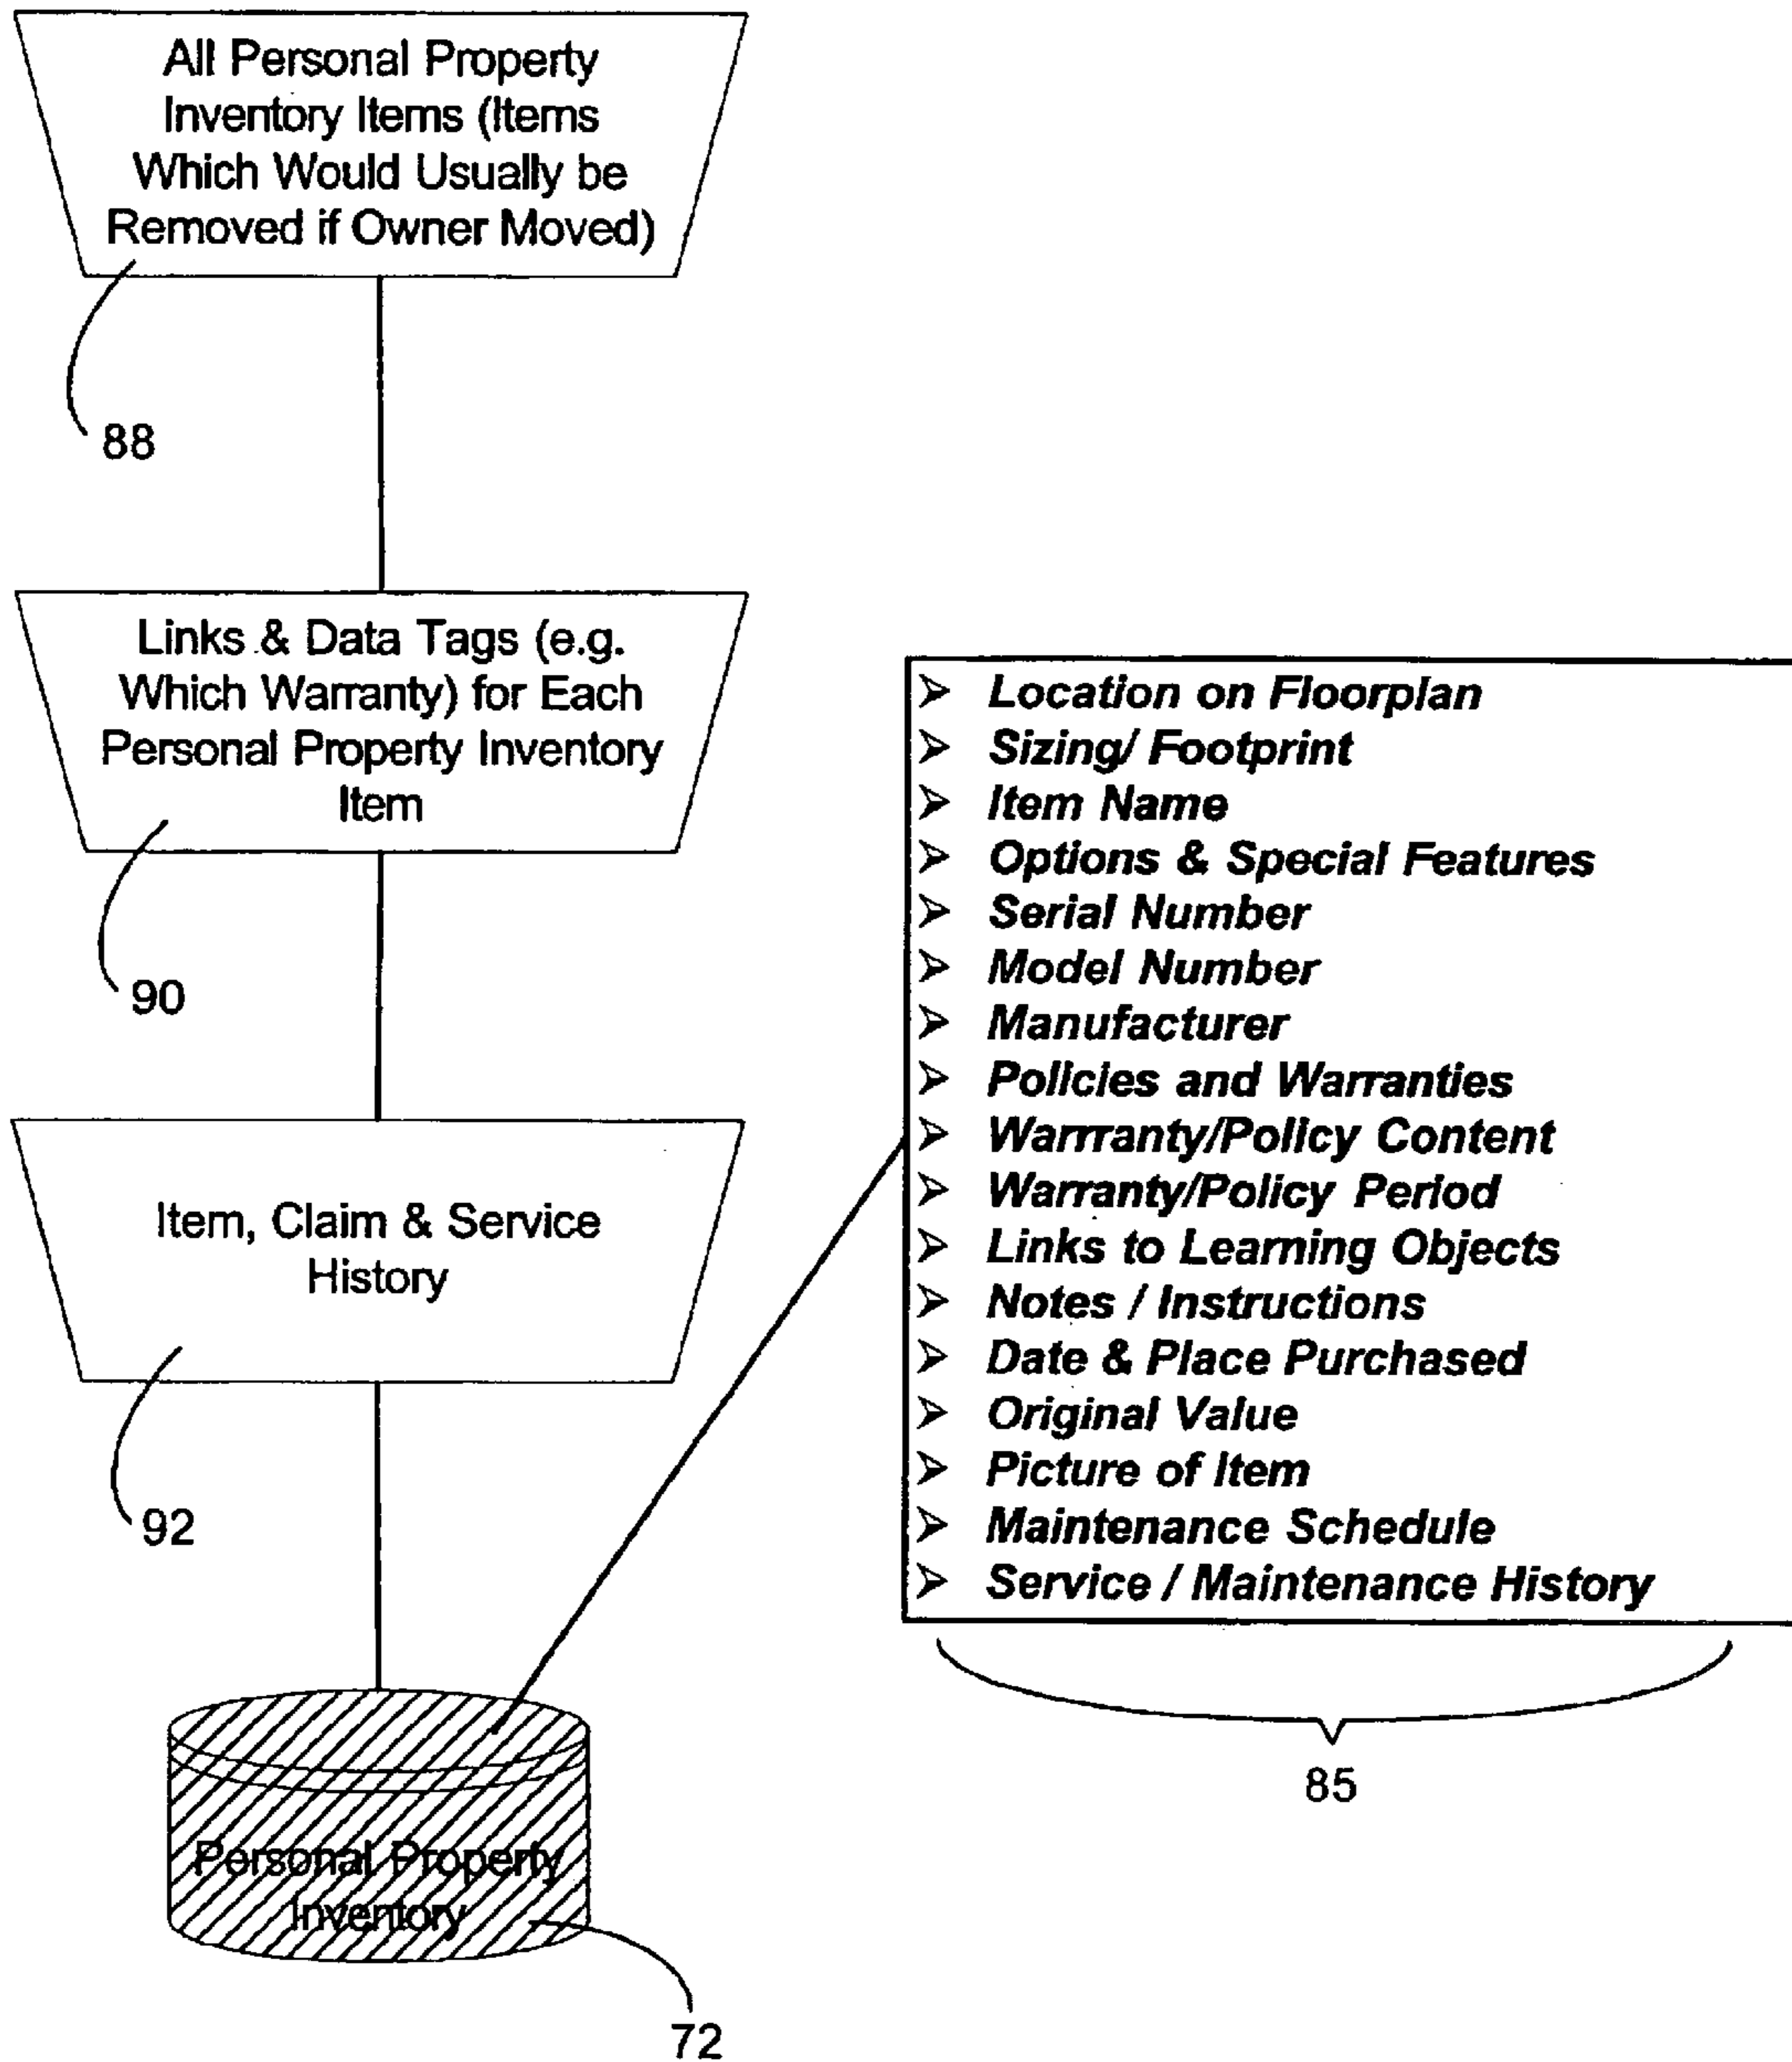 All Personal Property
Inventory Items (Items
Which Would Usually be
Removed if Owner Moved)
88
Links & Data Tags (e.g.
Which Warranty) for Each
Personal Property Inventory
Item
90
Item, Claim & Service
History
92
Personal Property
Inventory
72
➢ Location on Floorplan
➢ Sizing/ Footprint
➢ Item Name
➢ Options & Special Features
➢ Serial Number
➢ Model Number
➢ Manufacturer
➢ Policies and Warranties
➢ Warrranty/Policy Content
➢ Warranty/Policy Period
➢ Links to Learning Objects
➢ Notes / Instructions
➢ Date & Place Purchased
➢ Original Value
➢ Picture of Item
➢ Maintenance Schedule
➢ Service / Maintenance History
85